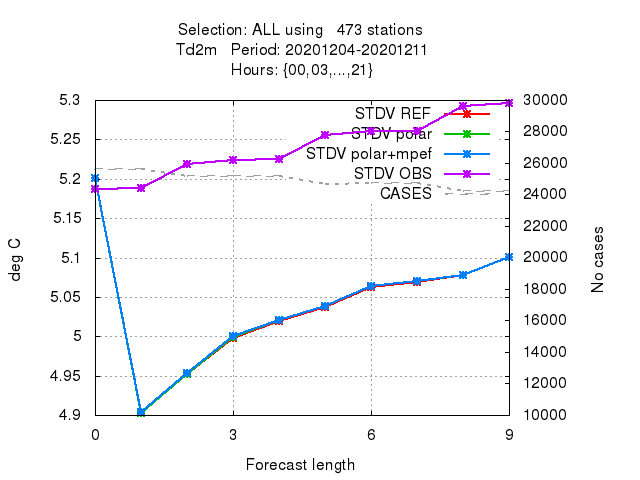 Selection: ALL using   473 stations
Td2m   Period: 20201204-20201211
Hours: {00,03,...,21}
5.3
5.25
5.2
5.15
5.1
5.05
5
4.95
4.9
deg C
STDV REF
STDV polar
STDV polar+mpef
STDV OBS
CASES
30000
28000
26000
24000
22000
20000
18000
16000
14000
12000
10000
No cases
0 3 6 9
Forecast length